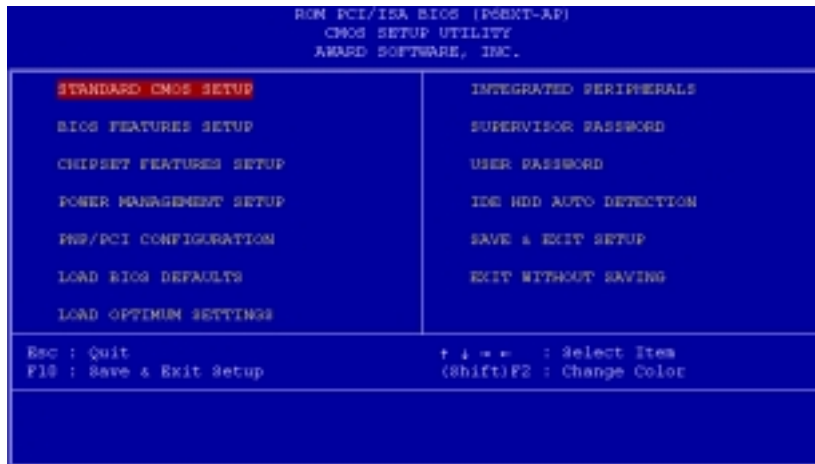 ROM PCI/ISA BIOS (P6BXT-AP)
CMOS SETUP UTILITY
AWARD SOFTWARE, INC.
STANDARD CMOS SETUP
BIOS FEATURES SETUP
CHIPSET FEATURES SETUP
POWER MANAGEMENT SETUP
PNP/PCI CONFIGURATION
LOAD BIOS DEFAULTS
LOAD OPTIMUM SETTINGS
INTEGRATED PERIPHERALS
SUPERVISOR PASSWORD
USER PASSWORD
IDE HDD AUTO DETECTION
SAVE & EXIT SETUP
EXIT WITHOUT SAVING
Esc : Quit
F10 : Save & Exit Setup
↑ ↓ → ← : Select Item
(Shift)F2 : Change Color